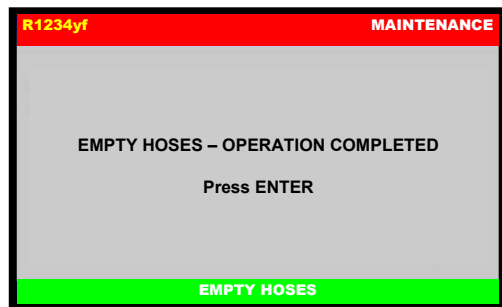 R1234yf MAINTENANCE
EMPTY HOSES – OPERATION COMPLETED
Press ENTER
EMPTY HOSES